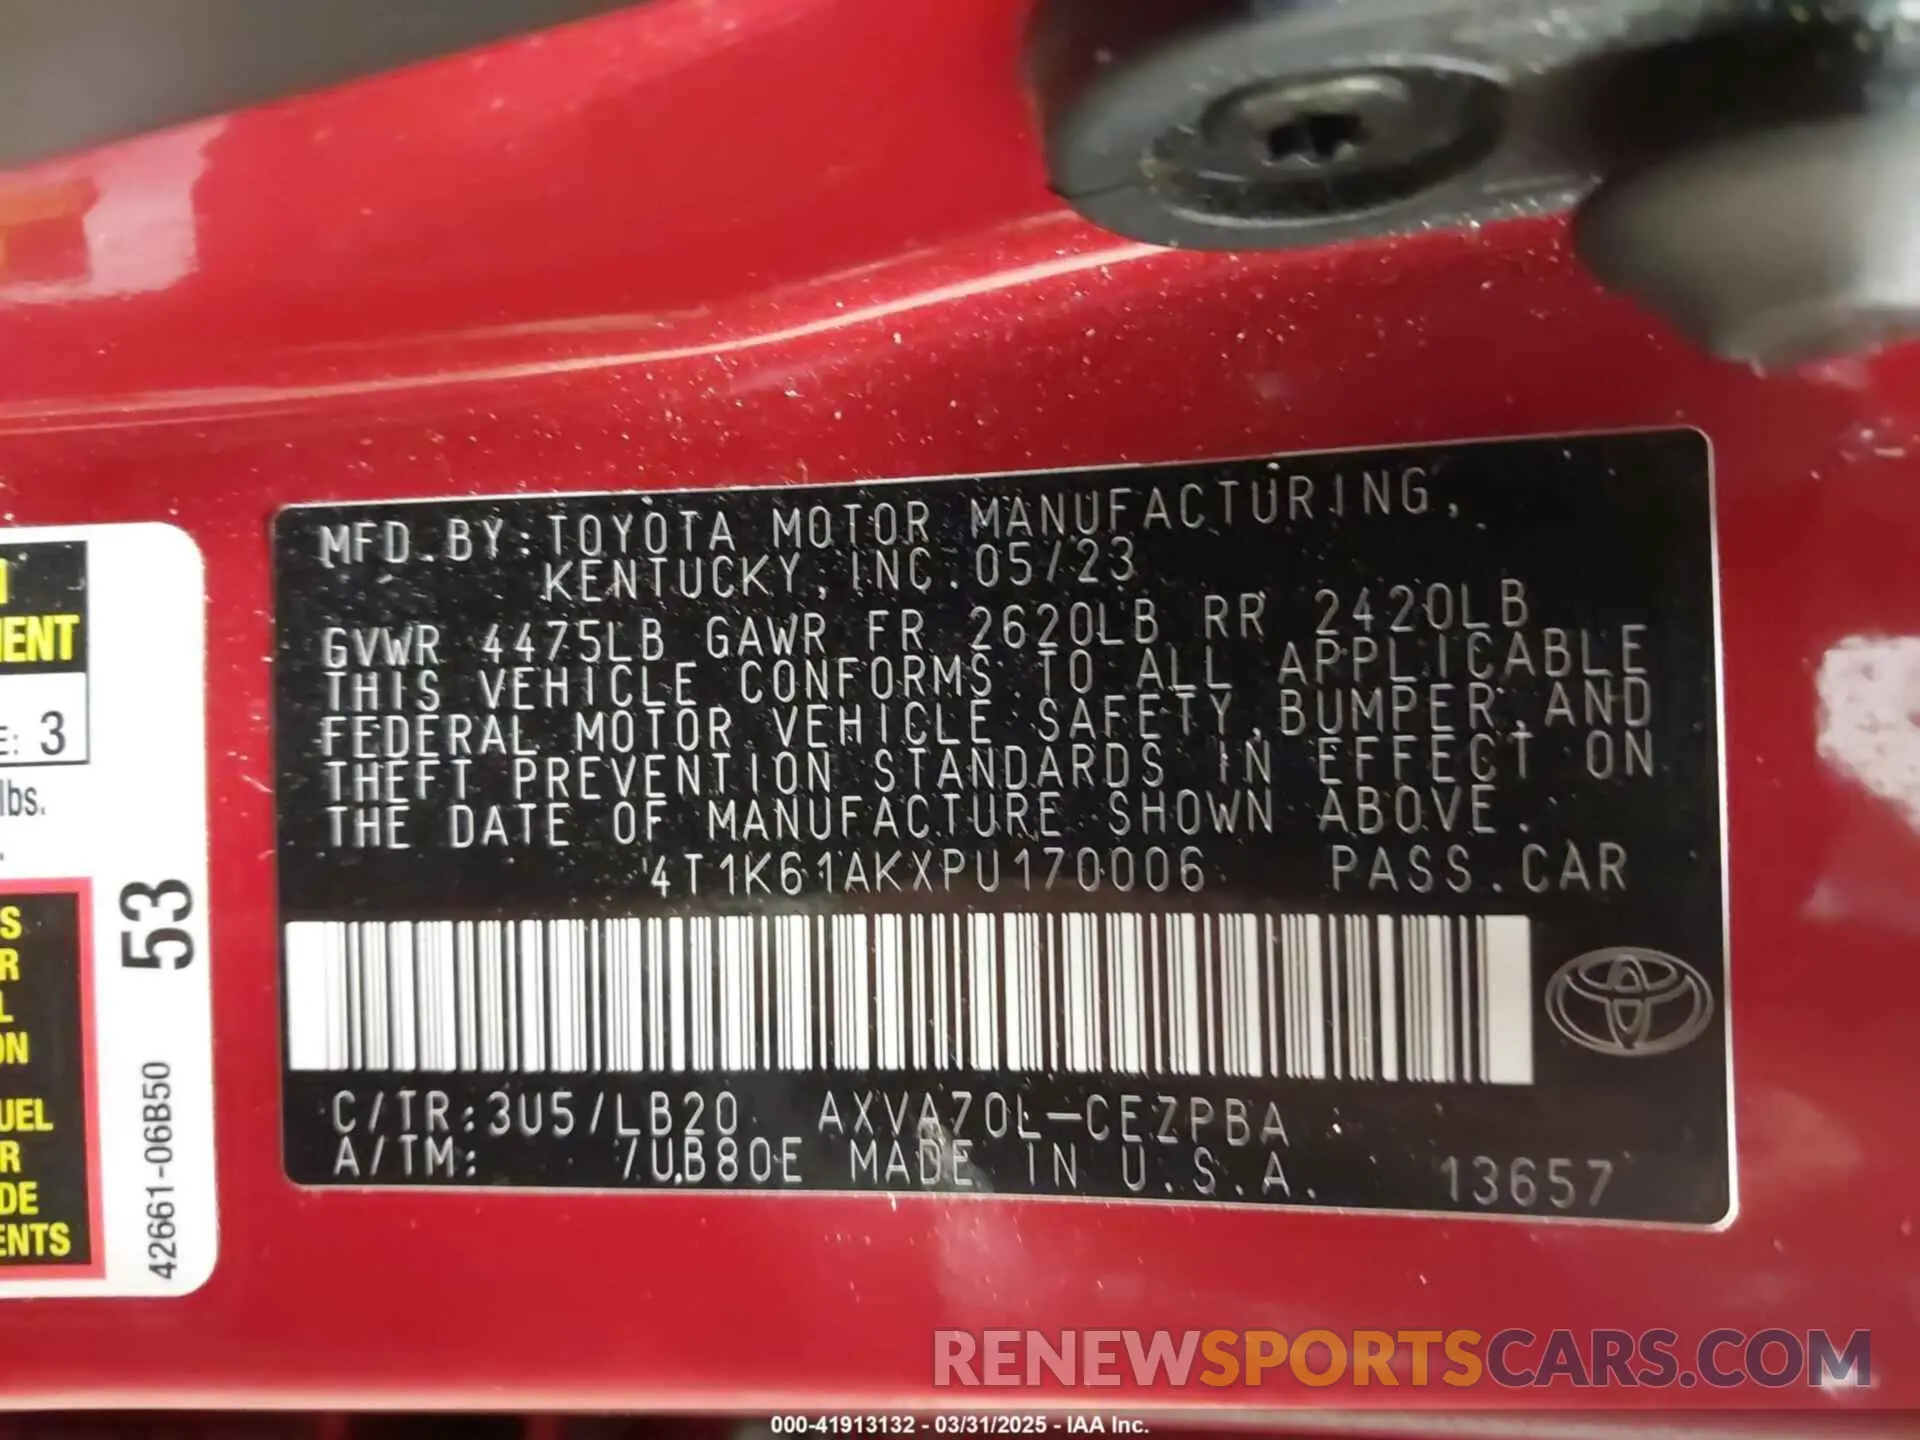 MFD.BY:TOYOTA MOTOR MANUFACTURING,
KENTUCKY, INC.05/23
GVWR 4475LB GAWR FR 2620LB RR 2420LB
THIS VEHICLE CONFORMS TO ALL APPLICABLE
FEDERAL MOTOR VEHICLE SAFETY,BUMPER,AND
THEFT PREVENTION STANDARDS IN EFFECT ON
THE DATE OF MANUFACTURE SHOWN ABOVE.
4T1K61AKXPU170006 PASS.CAR
C/TR:3U5/LB20 AXVA70L-CEZPBA
A/TM: /UB80E MADE IN U.S.A. 13657
E: 3
lbs.
53
42661-06B50
RENEWSPORTSCARS.COM
000-41913132 - 03/31/2025 - IAA Inc.